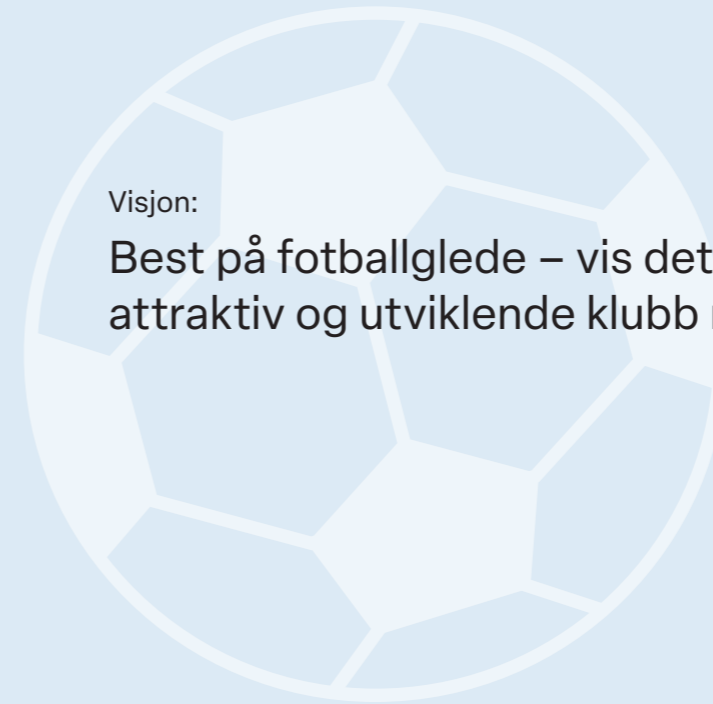 Visjon:
Best på fotballglede – vis det
attraktiv og utviklende klubb